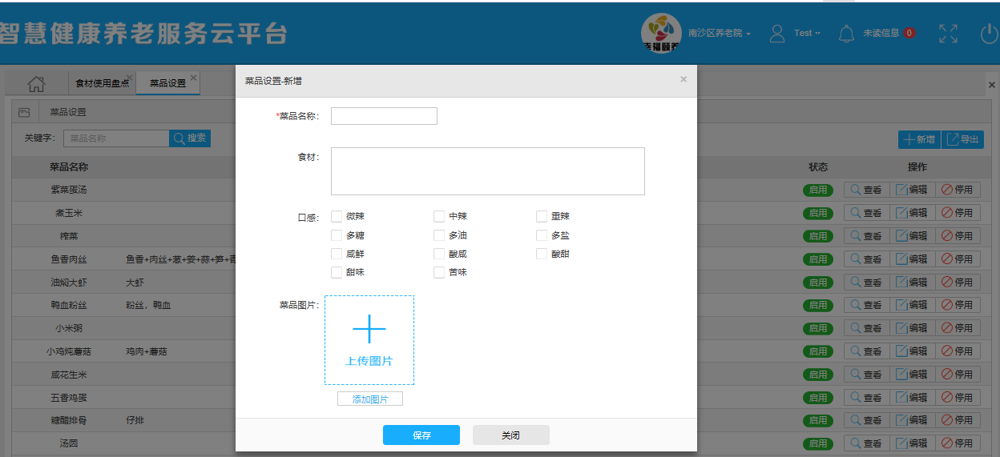 智慧健康养老服务云平台
幸福颐养
南沙区养老院 Test 未读信息 0
食材使用盘点 菜品设置
菜品设置
关键字: 菜品名称 搜索 新增 导出
菜品名称 状态 操作
紫菜蛋汤 启用 查看 编辑 停用
煮玉米 启用 查看 编辑 停用
榨菜 启用 查看 编辑 停用
鱼香肉丝 鱼香+肉丝+葱+姜+蒜+笋+ 启用 查看 编辑 停用
油焖大虾 大虾 启用 查看 编辑 停用
鸭血粉丝 粉丝，鸭血 启用 查看 编辑 停用
小米粥 启用 查看 编辑 停用
小鸡炖蘑菇 鸡肉+蘑菇 启用 查看 编辑 停用
咸花生米 启用 查看 编辑 停用
五香鸡蛋 启用 查看 编辑 停用
糖醋排骨 仔排 启用 查看 编辑 停用
汤圆 启用 查看 编辑 停用
菜品设置-新增
*菜品名称:
食材:
口感: 微辣 中辣 重辣
多糖 多油 多盐
咸鲜 酸咸 酸甜
甜味 苦味
菜品图片:
上传图片
添加图片
保存 关闭